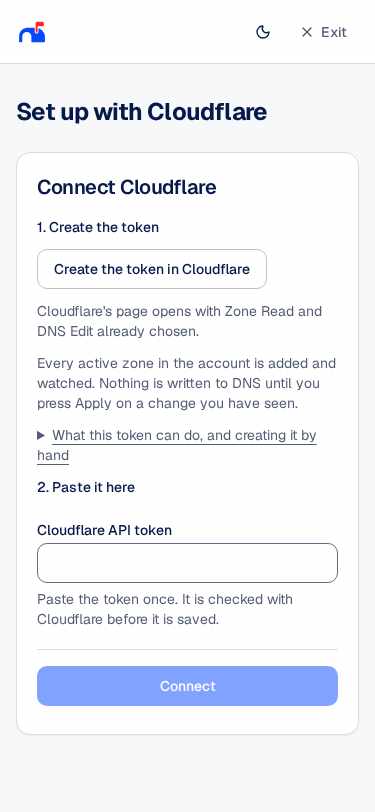 Exit
Set up with Cloudflare
Connect Cloudflare
1. Create the token
Create the token in Cloudflare
Cloudflare's page opens with Zone Read and
DNS Edit already chosen.
Every active zone in the account is added and
watched. Nothing is written to DNS until you
press Apply on a change you have seen.
What this token can do, and creating it by
hand
2. Paste it here
Cloudflare API token
Paste the token once. It is checked with
Cloudflare before it is saved.
Connect